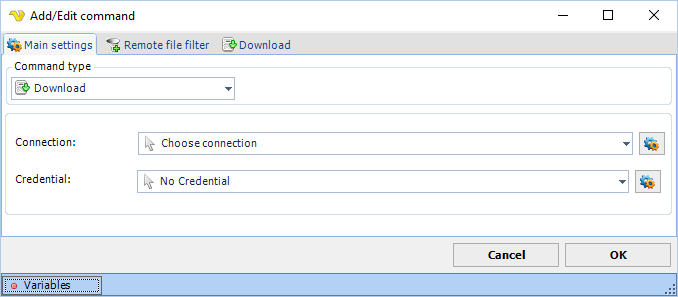 Add/Edit command
Main settings Remote file filter Download
Command type
Download
Connection: Choose connection
Credential: No Credential
Cancel OK
Variables